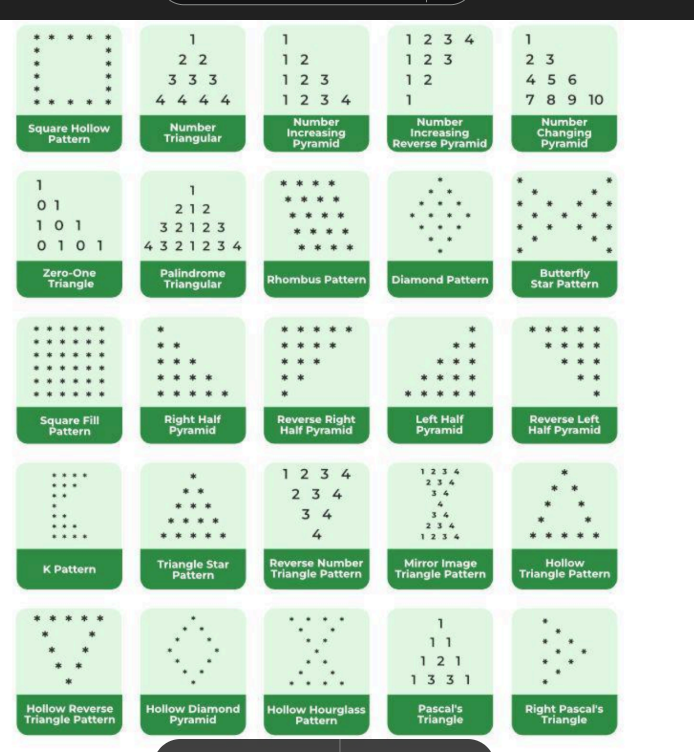 Square Hollow
Pattern
1
2 2
3 3 3
4 4 4 4
Number
Triangular
1
1 2
1 2 3
1 2 3 4
Number
Increasing
Pyramid
1 2 3 4
1 2 3
1 2
1
Number
Increasing
Reverse Pyramid
1
2 3
4 5 6
7 8 9 10
Number
Changing
Pyramid
1
0 1
1 0 1
0 1 0 1
Zero-One
Triangle
1
2 1 2
3 2 1 2 3
4 3 2 1 2 3 4
Palindrome
Triangular
Rhombus Pattern
Diamond Pattern
Butterfly
Star Pattern
Square Fill
Pattern
Right Half
Pyramid
Reverse Right
Half Pyramid
Left Half
Pyramid
Reverse Left
Half Pyramid
K Pattern
Triangle Star
Pattern
1 2 3 4
2 3 4
3 4
4
Reverse Number
Triangle Pattern
1 2 3 4
2 3 4
3 4
4
3 4
2 3 4
1 2 3 4
Mirror Image
Triangle Pattern
Hollow
Triangle Pattern
Hollow Reverse
Triangle Pattern
Hollow Diamond
Pyramid
Hollow Hourglass
Pattern
1
1 1
1 2 1
1 3 3 1
Pascal's
Triangle
Right Pascal's
Triangle